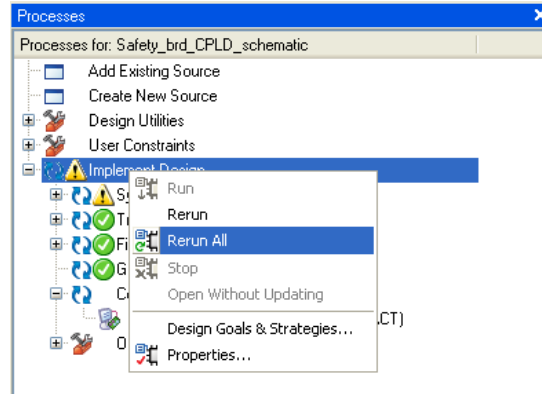 Processes
Processes for: Safety_brd_CPLD_schematic
Add Existing Source
Create New Source
Design Utilities
User Constraints
Implement Design
Run
Rerun
Rerun All
Stop
Open Without Updating
.CT)
Design Goals & Strategies...
Properties...